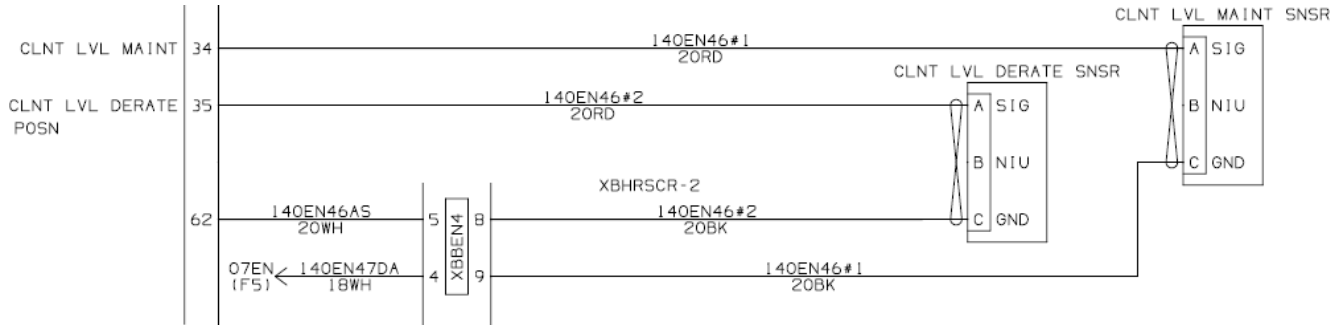 CLNT LVL MAINT SNSR
CLNT LVL MAINT 34 140EN46#1 A SIG
20RD
CLNT LVL DERATE SNSR
CLNT LVL DERATE 35 140EN46#2 A SIG B NIU
20RD
POSN
B NIU C GND
XBHRSCR-2
62 140EN46AS 5 8 140EN46#2 C GND
20WH 20BK
XBBEN4
07EN 140EN47DA 4 9 140EN46#1
(F5) 18WH 20BK